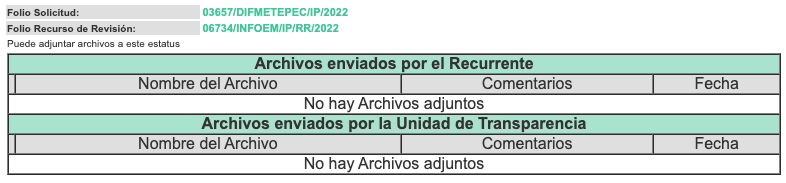 Folio Solicitud: 03657/DIFMETEPEC/IP/2022
Folio Recurso de Revisión: 06734/INFOEM/IP/RR/2022
Puede adjuntar archivos a este estatus
Archivos enviados por el Recurrente
Nombre del Archivo Comentarios Fecha
No hay Archivos adjuntos
Archivos enviados por la Unidad de Transparencia
Nombre del Archivo Comentarios Fecha
No hay Archivos adjuntos